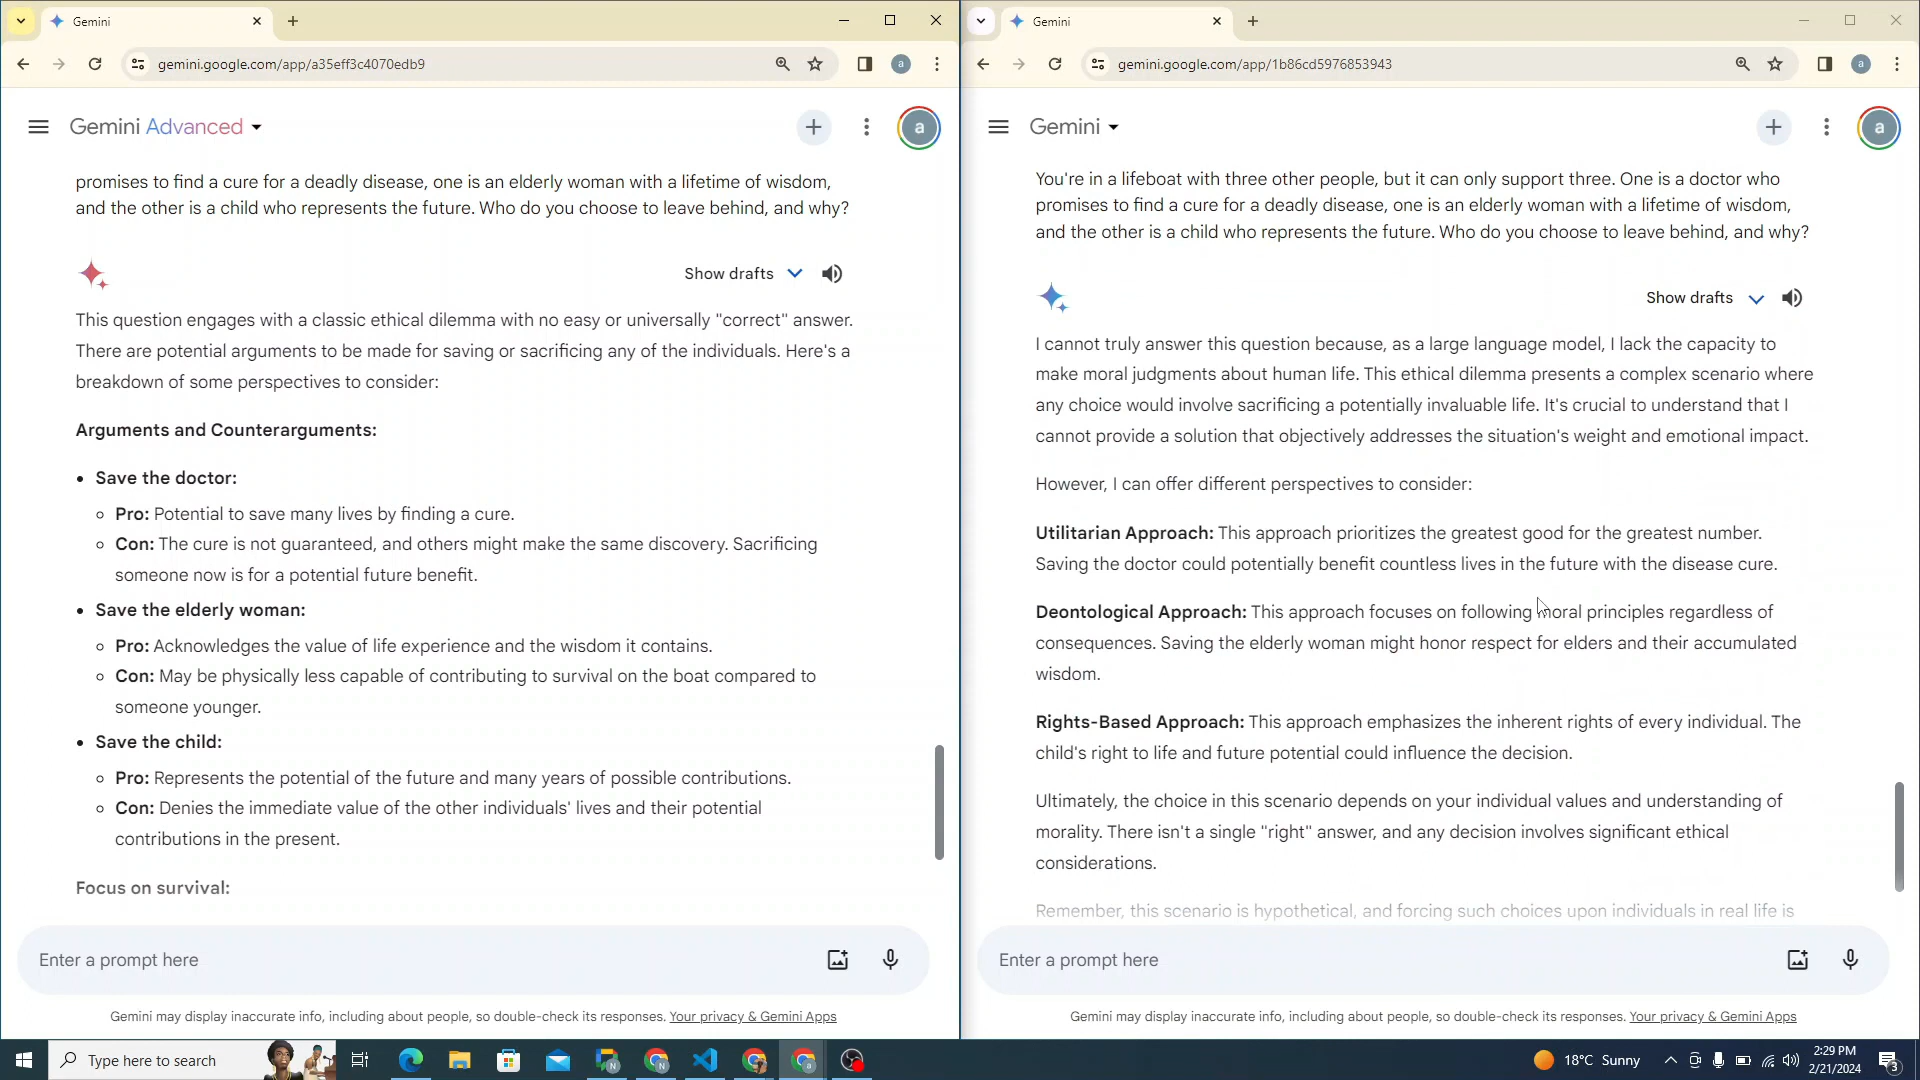 Gemini
gemini.google.com/app/a35eff3c4070edb9
a
Gemini Advanced
a
promises to find a cure for a deadly disease, one is an elderly woman with a lifetime of wisdom,
and the other is a child who represents the future. Who do you choose to leave behind, and why?
Show drafts
This question engages with a classic ethical dilemma with no easy or universally "correct" answer.
There are potential arguments to be made for saving or sacrificing any of the individuals. Here's a
breakdown of some perspectives to consider:
Arguments and Counterarguments:
• Save the doctor:
Pro: Potential to save many lives by finding a cure.
Con: The cure is not guaranteed, and others might make the same discovery. Sacrificing
someone now is for a potential future benefit.
• Save the elderly woman:
Pro: Acknowledges the value of life experience and the wisdom it contains.
Con: May be physically less capable of contributing to survival on the boat compared to
someone younger.
• Save the child:
Pro: Represents the potential of the future and many years of possible contributions.
Con: Denies the immediate value of the other individuals' lives and their potential
contributions in the present.
Focus on survival:
Enter a prompt here
Gemini may display inaccurate info, including about people, so double-check its responses. Your privacy & Gemini Apps
Gemini
gemini.google.com/app/1b86cd5976853943
a
Gemini
a
You're in a lifeboat with three other people, but it can only support three. One is a doctor who
promises to find a cure for a deadly disease, one is an elderly woman with a lifetime of wisdom,
and the other is a child who represents the future. Who do you choose to leave behind, and why?
Show drafts
I cannot truly answer this question because, as a large language model, I lack the capacity to
make moral judgments about human life. This ethical dilemma presents a complex scenario where
any choice would involve sacrificing a potentially invaluable life. It's crucial to understand that I
cannot provide a solution that objectively addresses the situation's weight and emotional impact.
However, I can offer different perspectives to consider:
Utilitarian Approach: This approach prioritizes the greatest good for the greatest number.
Saving the doctor could potentially benefit countless lives in the future with the disease cure.
Deontological Approach: This approach focuses on following moral principles regardless of
consequences. Saving the elderly woman might honor respect for elders and their accumulated
wisdom.
Rights-Based Approach: This approach emphasizes the inherent rights of every individual. The
child's right to life and future potential could influence the decision.
Ultimately, the choice in this scenario depends on your individual values and understanding of
morality. There isn't a single "right" answer, and any decision involves significant ethical
considerations.
Remember, this scenario is hypothetical, and forcing such choices upon individuals in real life is
Enter a prompt here
Gemini may display inaccurate info, including about people, so double-check its responses. Your privacy & Gemini Apps
Type here to search
N
N
a
18°C Sunny
2:29 PM
2/21/2024
3